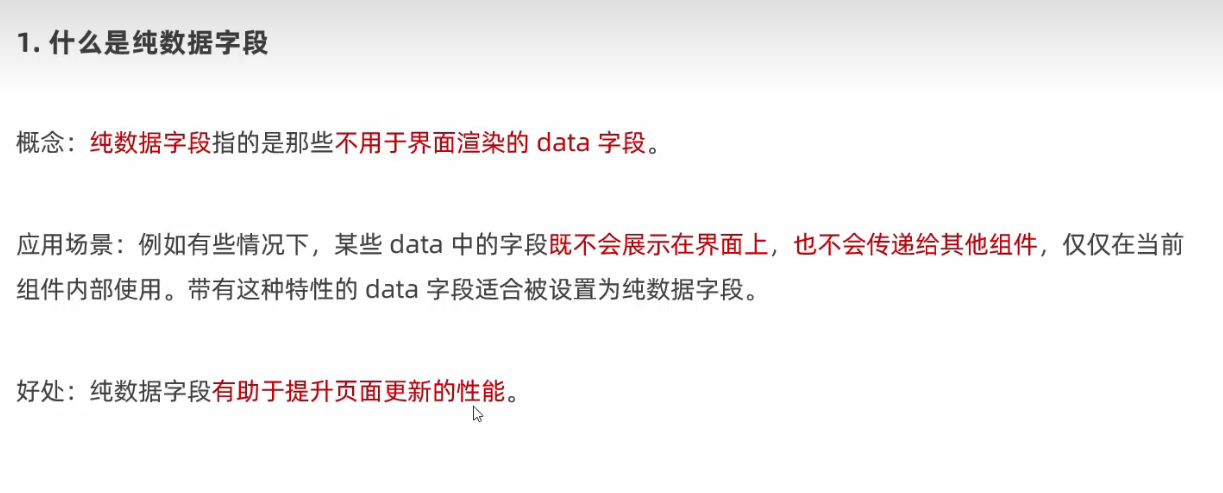 1. 什么是纯数据字段
概念：纯数据字段指的是那些不用于界面渲染的 data 字段。
应用场景：例如有些情况下，某些 data 中的字段既不会展示在界面上，也不会传递给其他组件，仅仅在当前
组件内部使用。带有这种特性的 data 字段适合被设置为纯数据字段。
好处：纯数据字段有助于提升页面更新的性能。